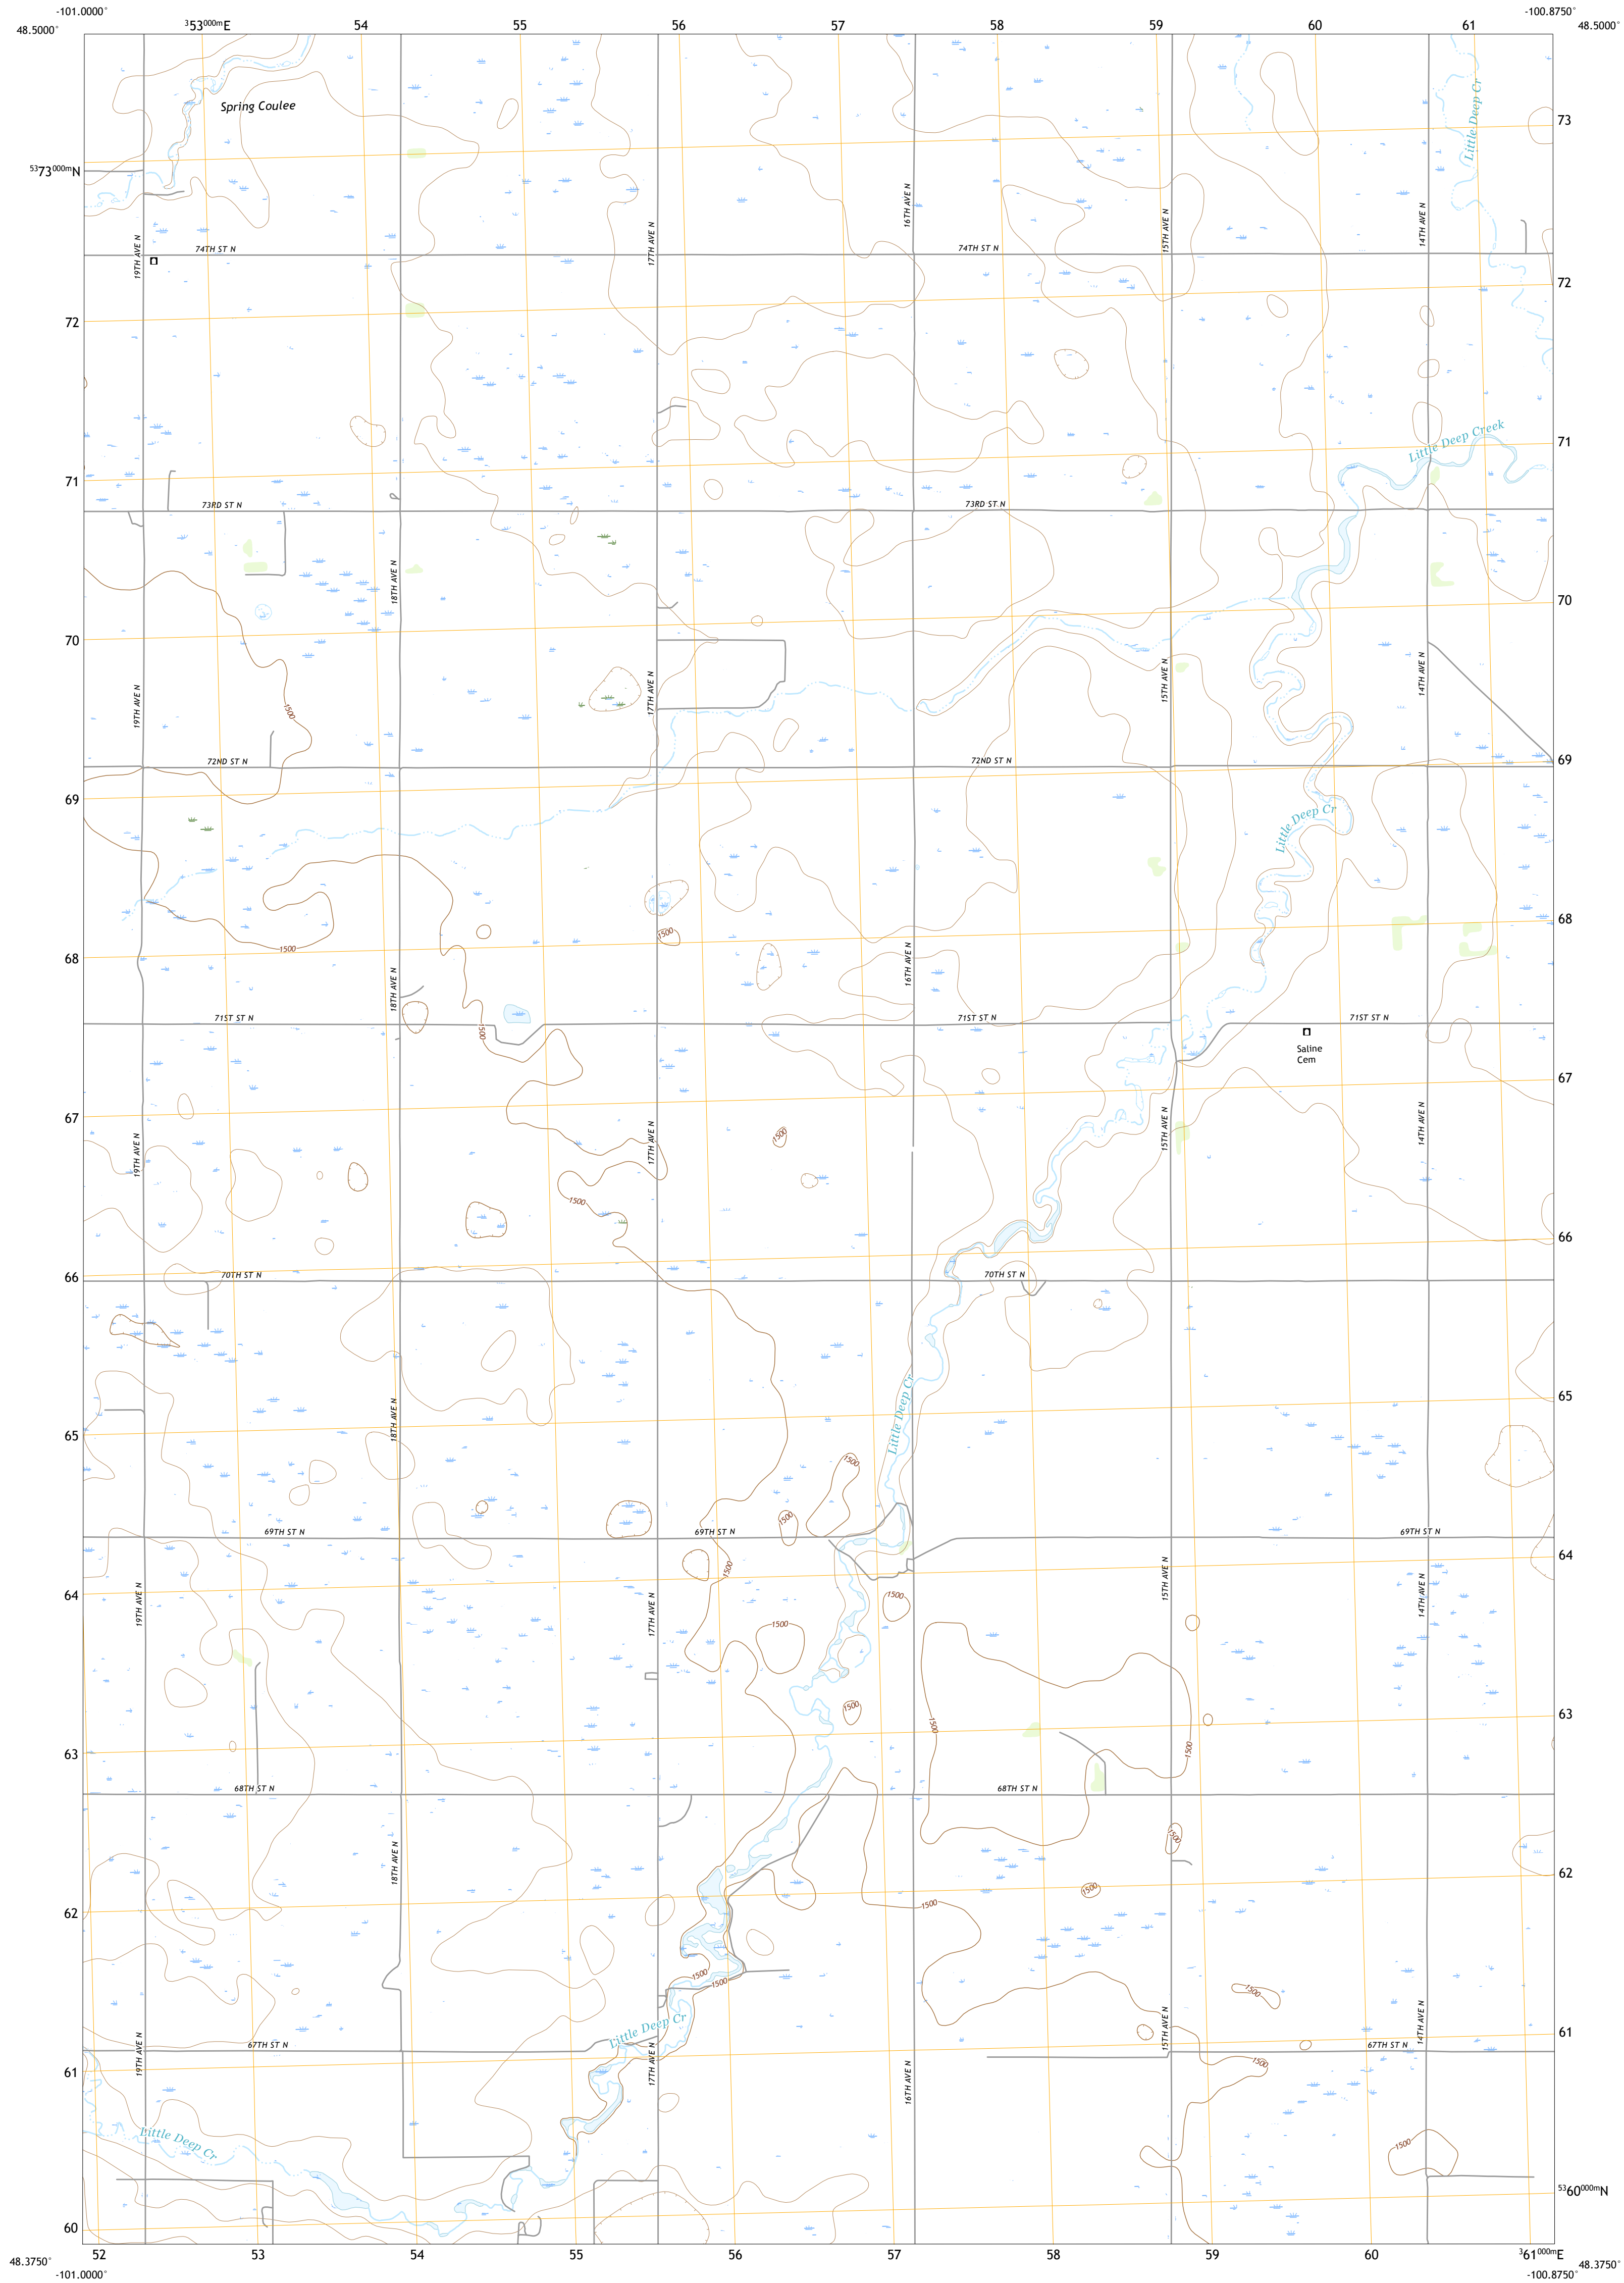 -101.0000°
-100.8750°
48.5000°
³53⁰⁰⁰ᵐE
54
55
56
57
58
59
60
61
48.5000°
Spring Coulee
Little Deep Cr
73
⁵³73⁰⁰⁰ᵐN
19TH AVE N
17TH AVE N
16TH AVE N
15TH AVE N
14TH AVE N
74TH ST N
74TH ST N
72
72
71
Little Deep Creek
71
73RD ST N
73RD ST N
18TH AVE N
70
70
19TH AVE N
17TH AVE N
15TH AVE N
14TH AVE N
1500
72ND ST N
72ND ST N
69
69
Little Deep Cr
68
1500
1500
68
18TH AVE N
16TH AVE N
71ST ST N
1500
71ST ST N
71ST ST N
Saline
Cem
67
67
19TH AVE N
17TH AVE N
1500
15TH AVE N
14TH AVE N
1500
66
66
70TH ST N
70TH ST N
65
65
18TH AVE N
Little Deep Cr
1500
1500
69TH ST N
69TH ST N
69TH ST N
64
64
1500
1500
1500
19TH AVE N
17TH AVE N
15TH AVE N
14TH AVE N
63
63
1500
1500
1500
68TH ST N
68TH ST N
1500
62
62
18TH AVE N
1500
1500
1500
1500
1500
61
61
Little Deep Cr
67TH ST N
67TH ST N
19TH AVE N
17TH AVE N
16TH AVE N
15TH AVE N
14TH AVE N
1500
Little Deep Cr
1500
⁵³60⁰⁰⁰ᵐN
60
48.3750°
52
53
54
55
56
57
58
59
60
³61⁰⁰⁰ᵐE
48.3750°
-101.0000°
-100.8750°